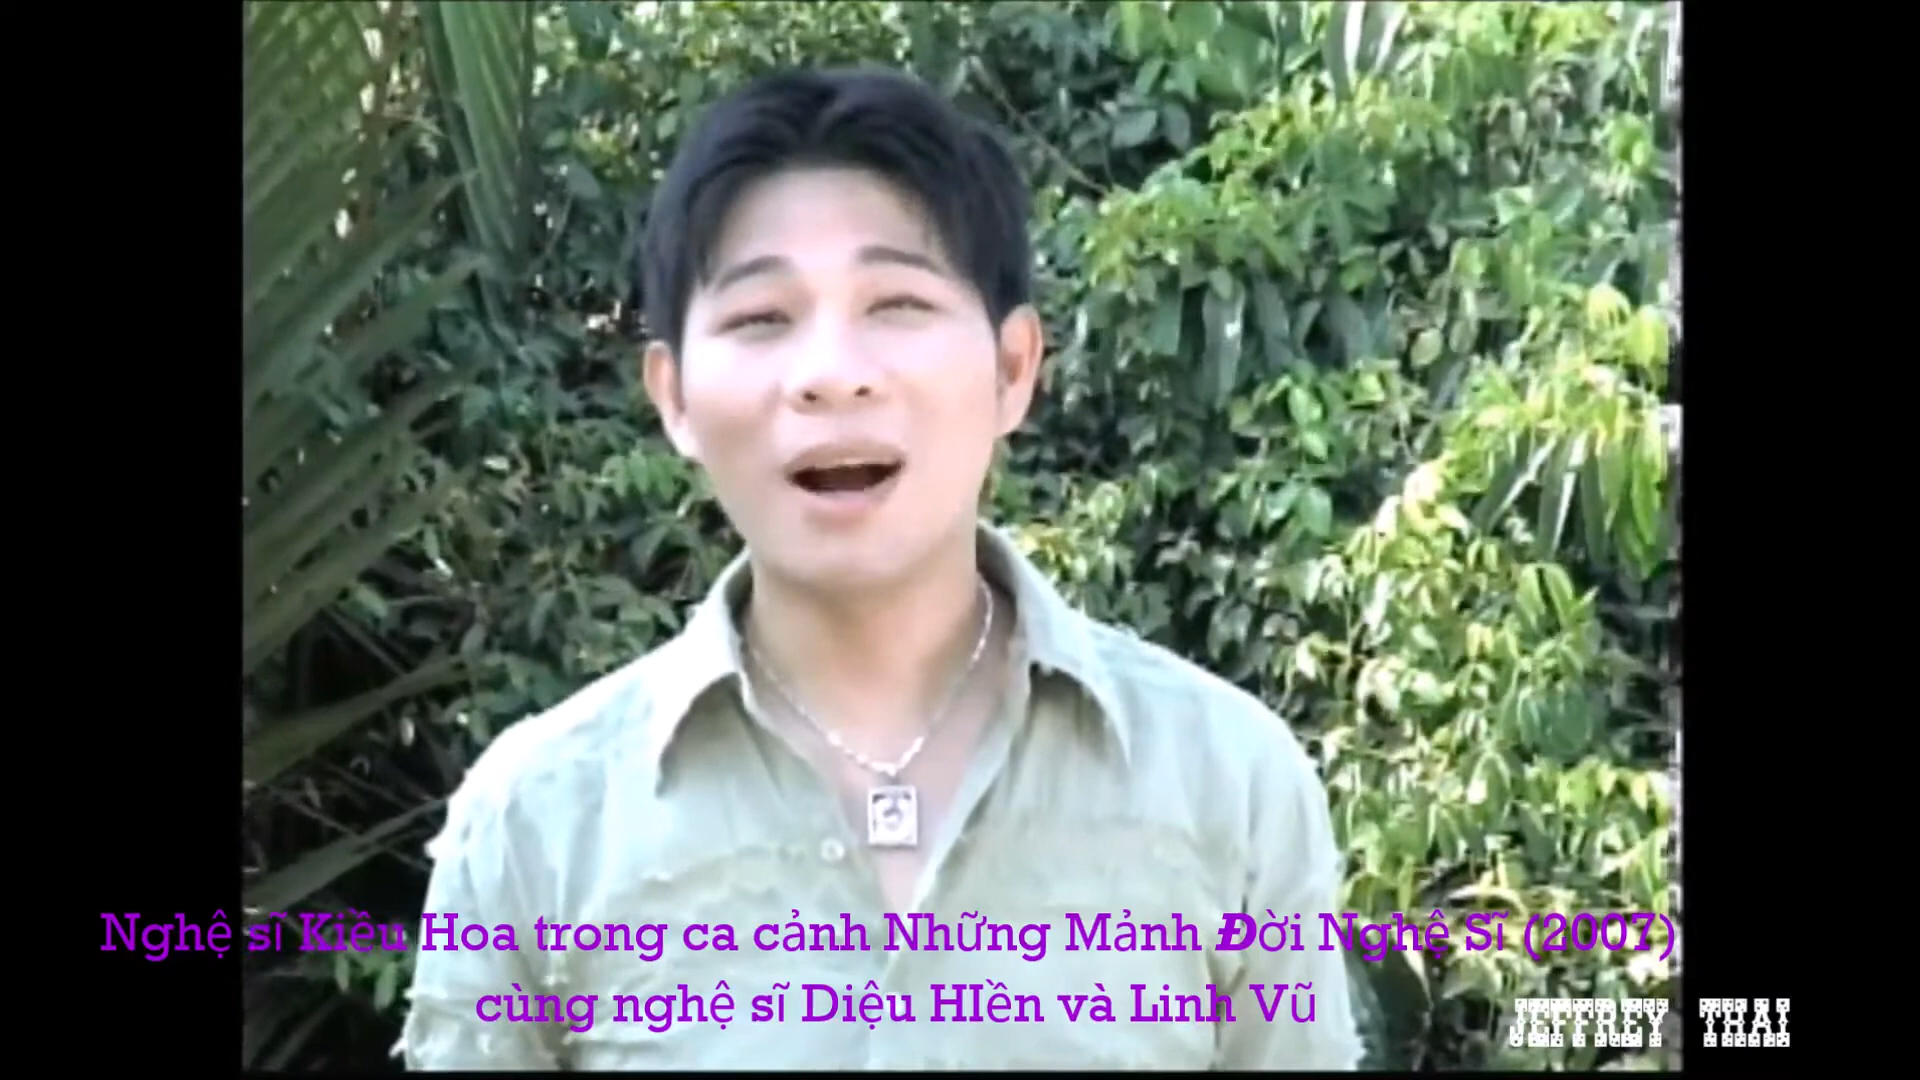 Nghệ sĩ Kiều Hoa trong ca cảnh Những Mảnh Đời Nghệ Sĩ (2007)
cùng nghệ sĩ Diệu HIền và Linh Vũ
JEFFREY THAI